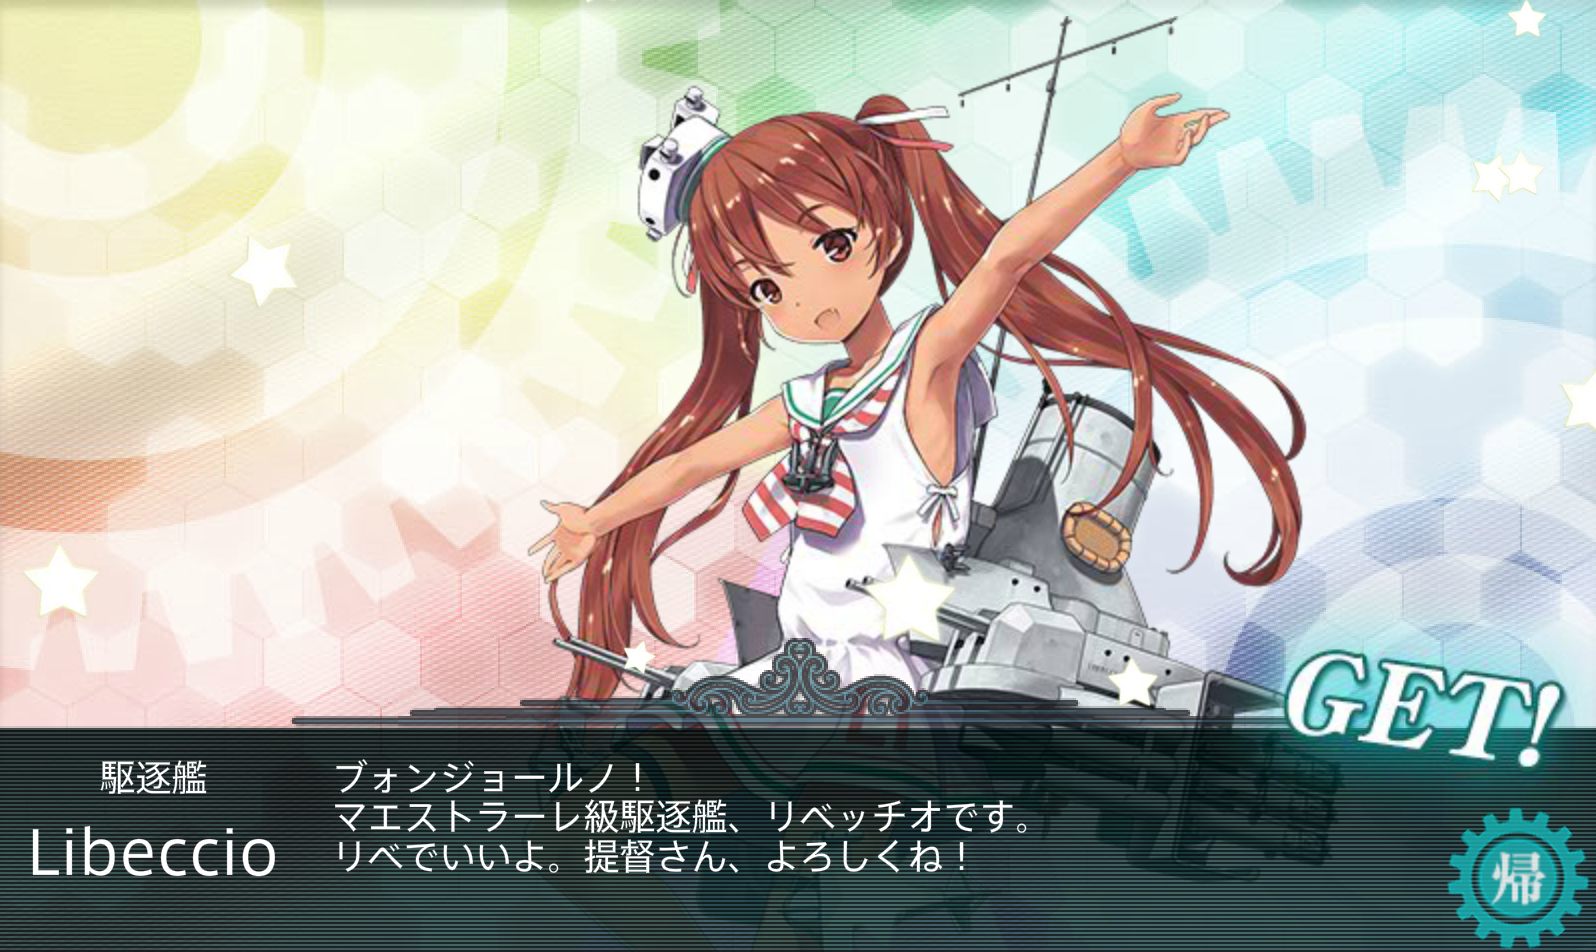 GET!
駆逐艦
Libeccio
ブォンジョールノ！
マエストラーレ級駆逐艦、リベッチオです。
リベでいいよ。提督さん、よろしくね！
帰